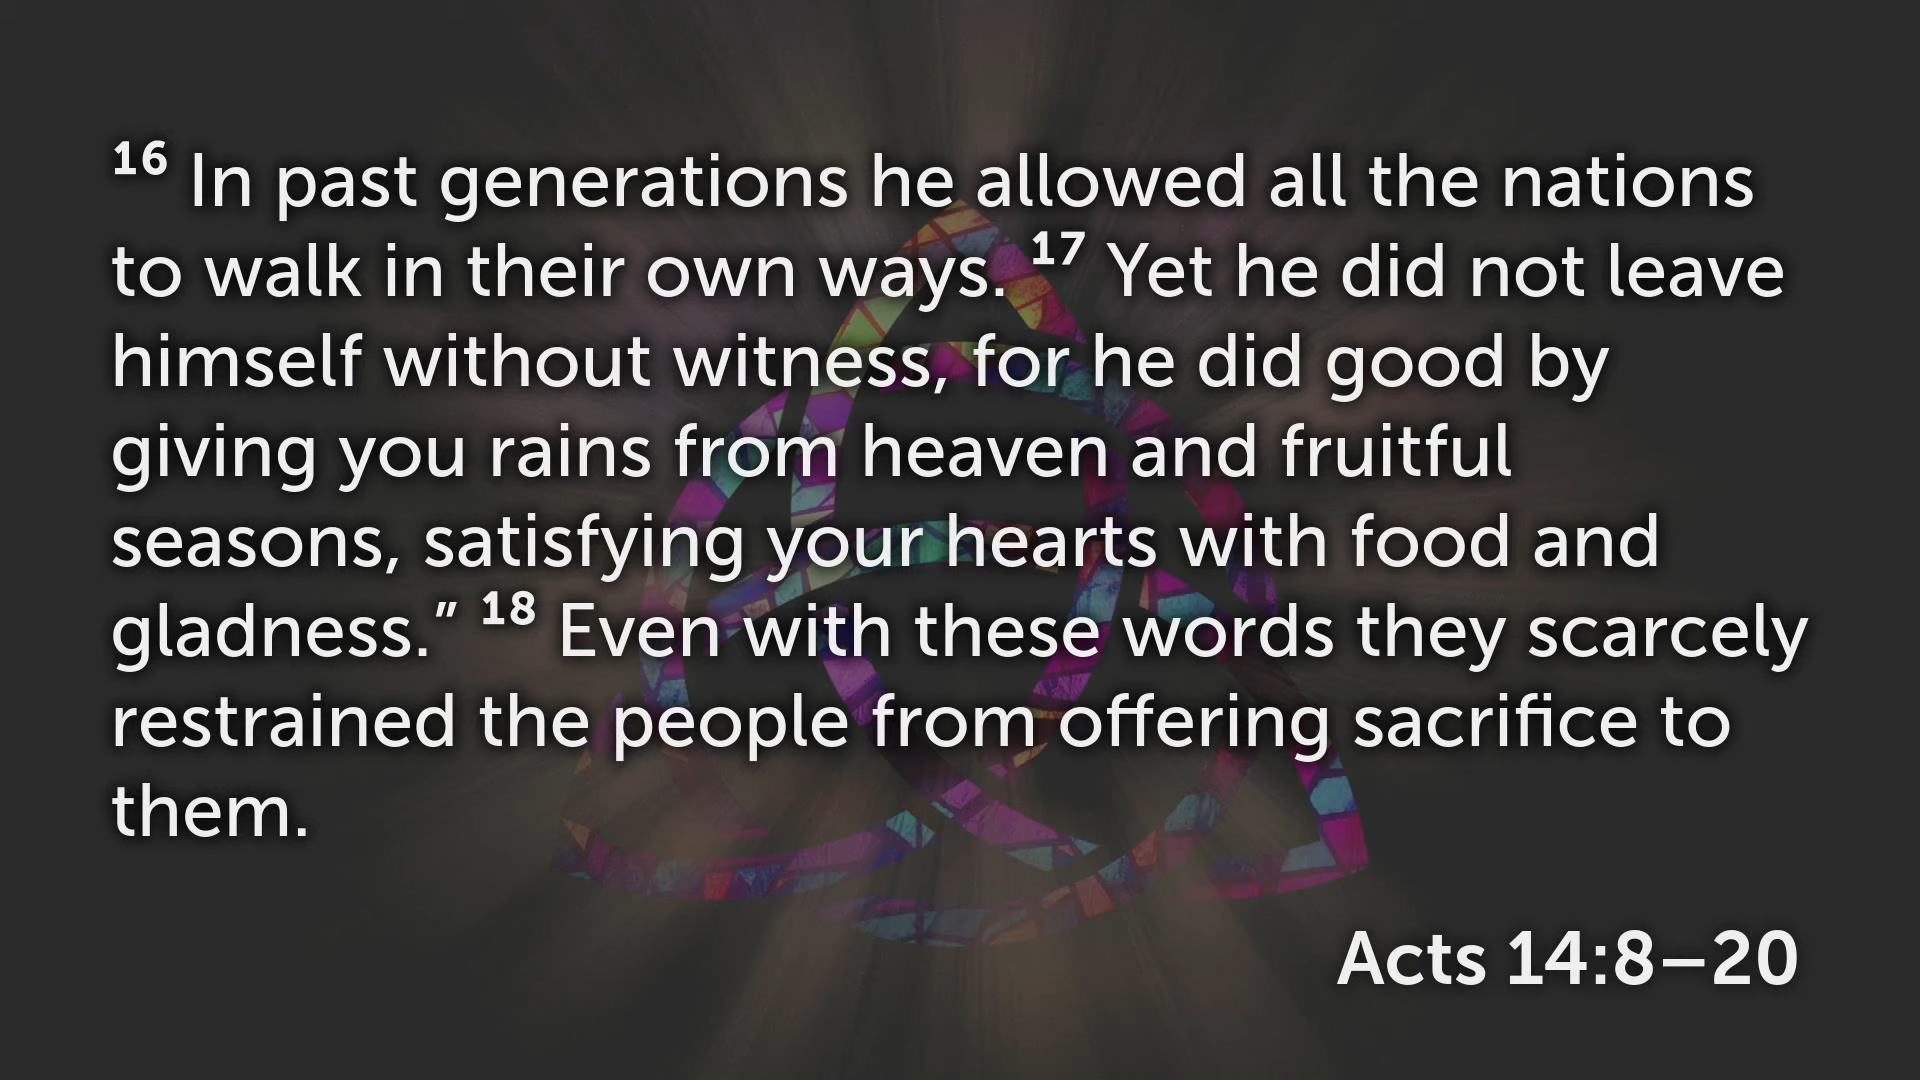 16 In past generations he allowed all the nations
to walk in their own ways. 17 Yet he did not leave
himself without witness, for he did good by
giving you rains from heaven and fruitful
seasons, satisfying your hearts with food and
gladness.” 18 Even with these words they scarcely
restrained the people from offering sacrifice to
them.
Acts 14:8–20